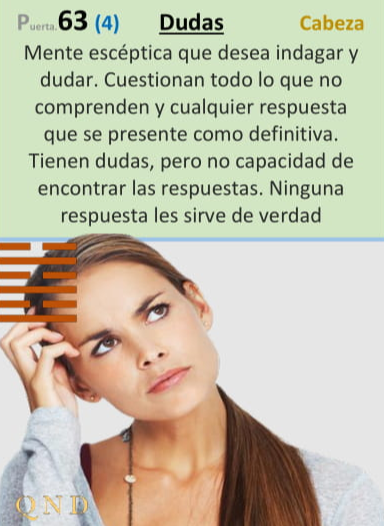 Puerta.63 (4) Dudas Cabeza
Mente escéptica que desea indagar y
dudar. Cuestionan todo lo que no
comprenden y cualquier respuesta
que se presente como definitiva.
Tienen dudas, pero no capacidad de
encontrar las respuestas. Ninguna
respuesta les sirve de verdad
QND